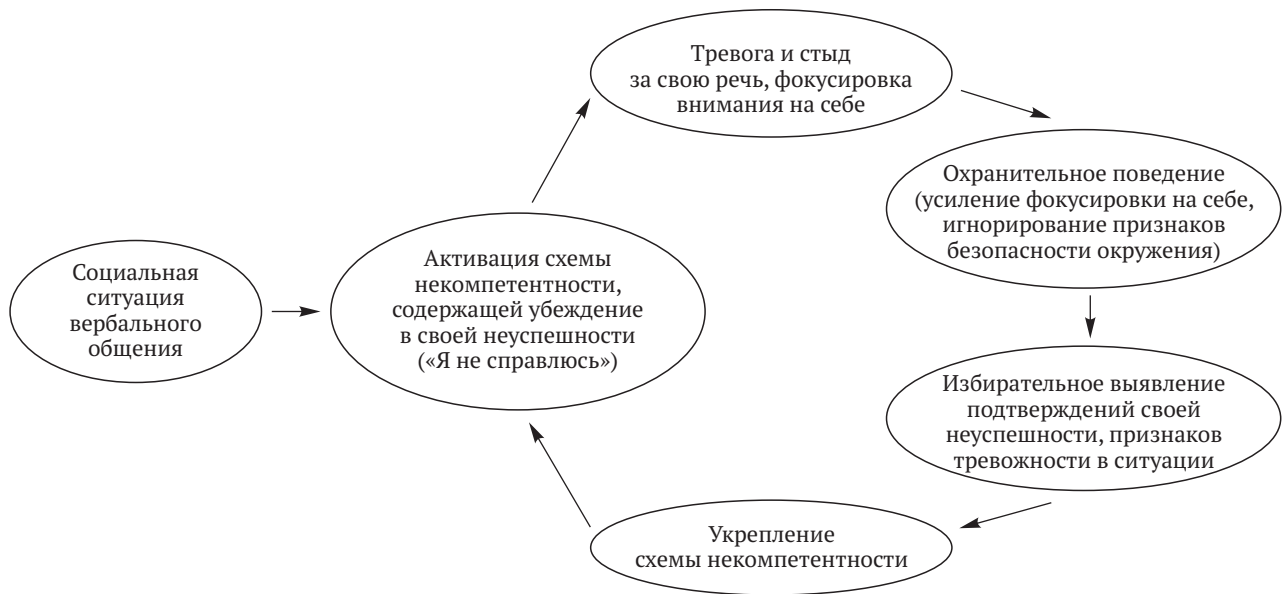 Тревога и стыд
за свою речь, фокусировка
внимания на себе
Охранительное поведение
(усиление фокусировки на себе,
игнорирование признаков
безопасности окружения)
Социальная
ситуация
вербального
общения
Активация схемы
некомпетентности,
содержащей убеждение
в своей неуспешности
(«Я не справлюсь»)
Избирательное выявление
подтверждений своей
неуспешности, признаков
тревожности в ситуации
Укрепление
схемы некомпетентности